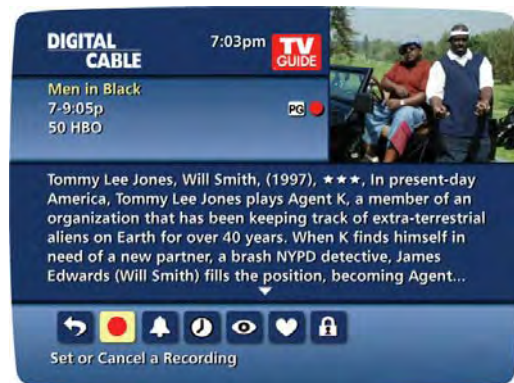 DIGITAL
CABLE
7:03pm
TV
GUIDE
Men in Black
7-9:05p
PG
50 HBO
Tommy Lee Jones, Will Smith, (1997), ★★★, In present-day
America, Tommy Lee Jones plays Agent K, a member of an
organization that has been keeping track of extra-terrestrial
aliens on Earth for over 40 years. When K finds himself in
need of a new partner, a brash NYPD detective, James
Edwards (Will Smith) fills the position, becoming Agent...
Set or Cancel a Recording